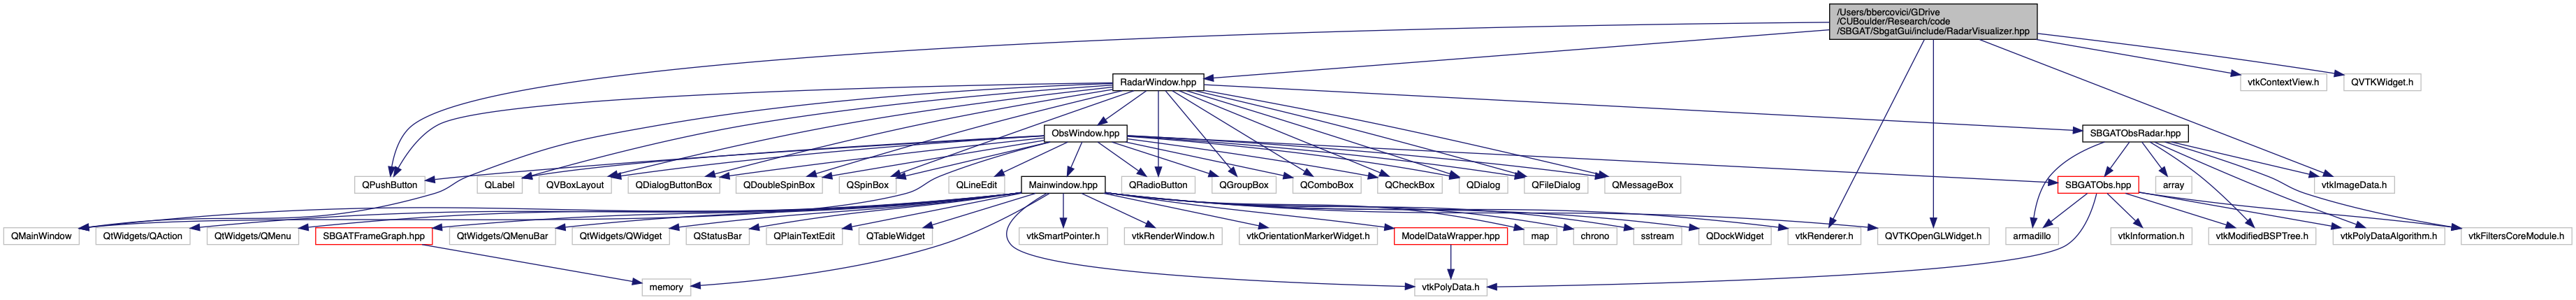 /Users/bbercovici/GDrive
/CUBoulder/Research/code
/SBGAT/SbgatGui/include/RadarVisualizer.hpp
RadarWindow.hpp
vtkContextView.h
QVTKWidget.h
ObsWindow.hpp
SBGATObsRadar.hpp
QPushButton
QLabel
QVBoxLayout
QDialogButtonBox
QDoubleSpinBox
QSpinBox
QLineEdit
Mainwindow.hpp
QRadioButton
QGroupBox
QComboBox
QCheckBox
QDialog
QFileDialog
QMessageBox
SBGATObs.hpp
array
vtkImageData.h
QMainWindow
QtWidgets/QAction
QtWidgets/QMenu
SBGATFrameGraph.hpp
QtWidgets/QMenuBar
QtWidgets/QWidget
QStatusBar
QPlainTextEdit
QTableWidget
vtkSmartPointer.h
vtkRenderWindow.h
vtkOrientationMarkerWidget.h
ModelDataWrapper.hpp
map
chrono
sstream
QDockWidget
vtkRenderer.h
QVTKOpenGLWidget.h
armadillo
vtkInformation.h
vtkModifiedBSPTree.h
vtkPolyDataAlgorithm.h
vtkFiltersCoreModule.h
memory
vtkPolyData.h